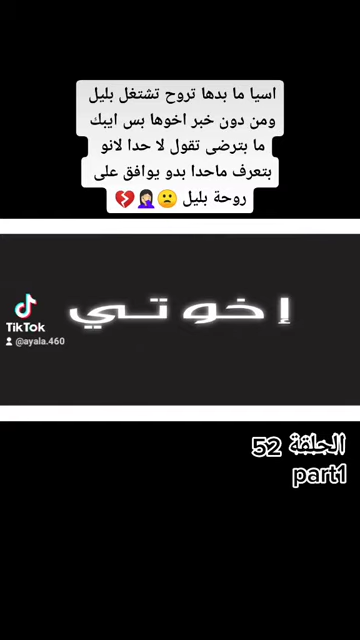 اسيا ما بدها تروح تشتغل بليل
ومن دون خبر اخوها بس ايبك
ما بترضى تقول لا حدا لانو
بتعرف ماحدا بدو يوافق على
روحة بليل 🙁🤦🏻‍♀️💔
إخوتي
TikTok
@ayala.460
الحلقة 52
part1